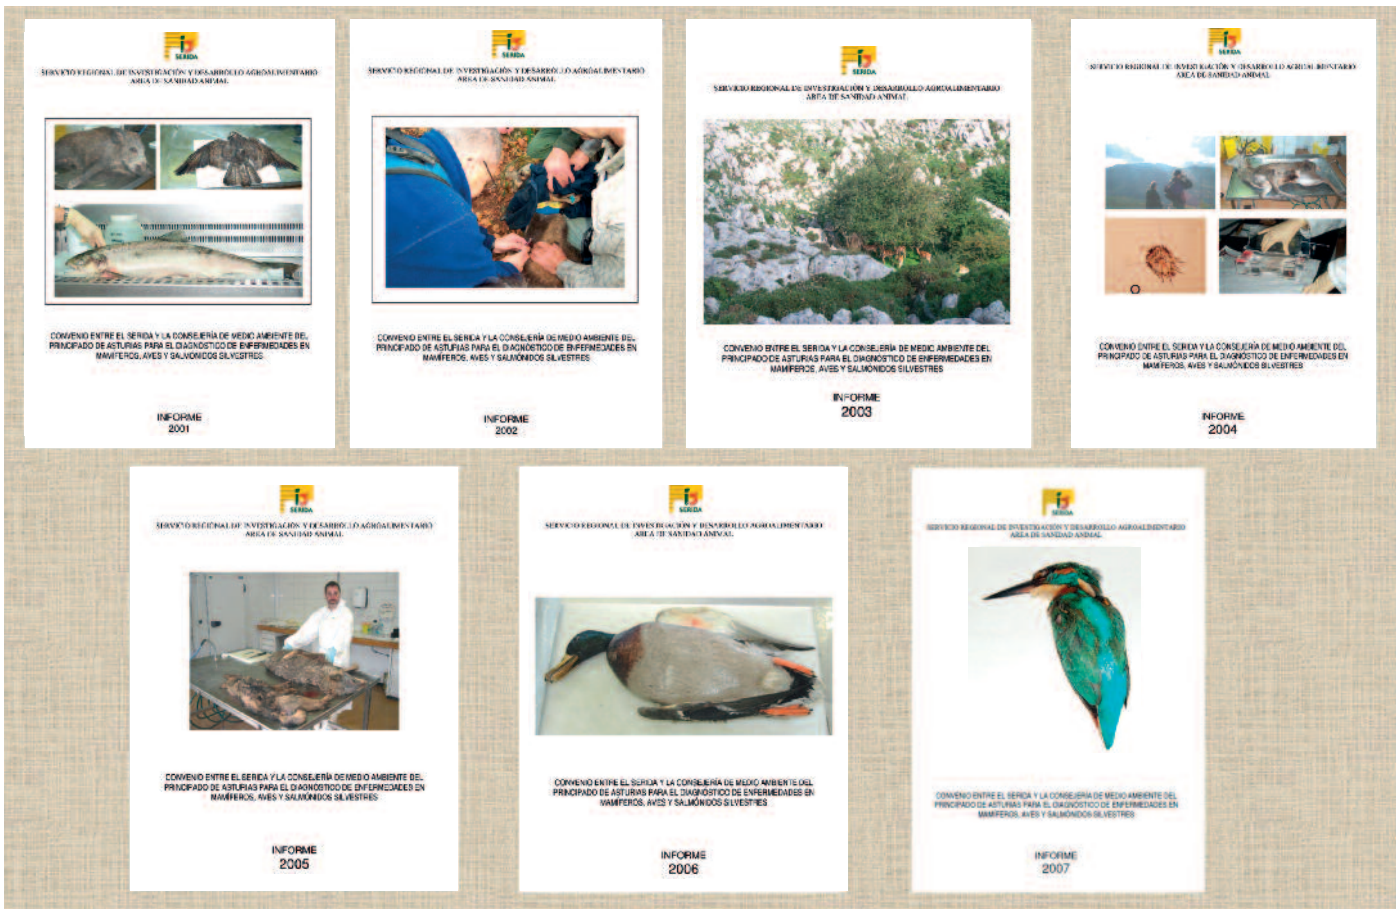 SERIDA
SERVICIO REGIONAL DE INVESTIGACIÓN Y DESARROLLO AGROALIMENTARIO
AREA DE SANIDAD ANIMAL
CONVENIO ENTRE EL SERIDA Y LA CONSEJERÍA DE MEDIO AMBIENTE DEL
PRINCIPADO DE ASTURIAS PARA EL DIAGNÓSTICO DE ENFERMEDADES EN
MAMÍFEROS, AVES Y SALMÓNIDOS SILVESTRES
INFORME
2001
SERIDA
SERVICIO REGIONAL DE INVESTIGACIÓN Y DESARROLLO AGROALIMENTARIO
AREA DE SANIDAD ANIMAL
CONVENIO ENTRE EL SERIDA Y LA CONSEJERÍA DE MEDIO AMBIENTE DEL
PRINCIPADO DE ASTURIAS PARA EL DIAGNÓSTICO DE ENFERMEDADES EN
MAMÍFEROS, AVES Y SALMÓNIDOS SILVESTRES
INFORME
2002
SERIDA
SERVICIO REGIONAL DE INVESTIGACIÓN Y DESARROLLO AGROALIMENTARIO
AREA DE SANIDAD ANIMAL
CONVENIO ENTRE EL SERIDA Y LA CONSEJERÍA DE MEDIO AMBIENTE DEL
PRINCIPADO DE ASTURIAS PARA EL DIAGNÓSTICO DE ENFERMEDADES EN
MAMÍFEROS, AVES Y SALMÓNIDOS SILVESTRES
INFORME
2003
SERIDA
SERVICIO REGIONAL DE INVESTIGACIÓN Y DESARROLLO AGROALIMENTARIO
AREA DE SANIDAD ANIMAL
CONVENIO ENTRE EL SERIDA Y LA CONSEJERÍA DE MEDIO AMBIENTE DEL
PRINCIPADO DE ASTURIAS PARA EL DIAGNÓSTICO DE ENFERMEDADES EN
MAMÍFEROS, AVES Y SALMÓNIDOS SILVESTRES
INFORME
2004
SERIDA
SERVICIO REGIONAL DE INVESTIGACIÓN Y DESARROLLO AGROALIMENTARIO
AREA DE SANIDAD ANIMAL
CONVENIO ENTRE EL SERIDA Y LA CONSEJERÍA DE MEDIO AMBIENTE DEL
PRINCIPADO DE ASTURIAS PARA EL DIAGNÓSTICO DE ENFERMEDADES EN
MAMÍFEROS, AVES Y SALMÓNIDOS SILVESTRES
INFORME
2005
SERIDA
SERVICIO REGIONAL DE INVESTIGACIÓN Y DESARROLLO AGROALIMENTARIO
AREA DE SANIDAD ANIMAL
CONVENIO ENTRE EL SERIDA Y LA CONSEJERÍA DE MEDIO AMBIENTE DEL
PRINCIPADO DE ASTURIAS PARA EL DIAGNÓSTICO DE ENFERMEDADES EN
MAMÍFEROS, AVES Y SALMÓNIDOS SILVESTRES
INFORME
2006
SERIDA
SERVICIO REGIONAL DE INVESTIGACIÓN Y DESARROLLO AGROALIMENTARIO
AREA DE SANIDAD ANIMAL
CONVENIO ENTRE EL SERIDA Y LA CONSEJERÍA DE MEDIO AMBIENTE DEL
PRINCIPADO DE ASTURIAS PARA EL DIAGNÓSTICO DE ENFERMEDADES EN
MAMÍFEROS, AVES Y SALMÓNIDOS SILVESTRES
INFORME
2007